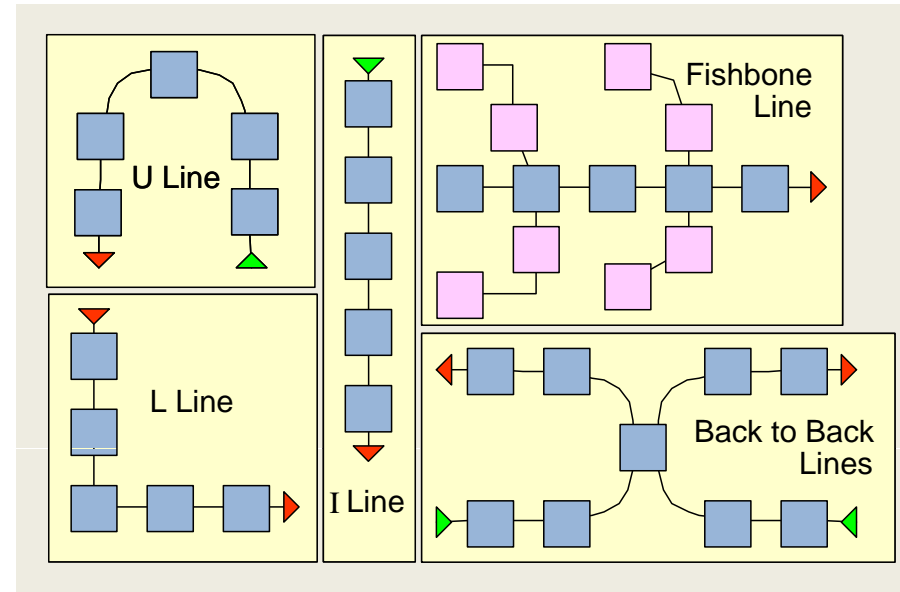 U Line
L Line
I Line
Fishbone
Line
Back to Back
Lines